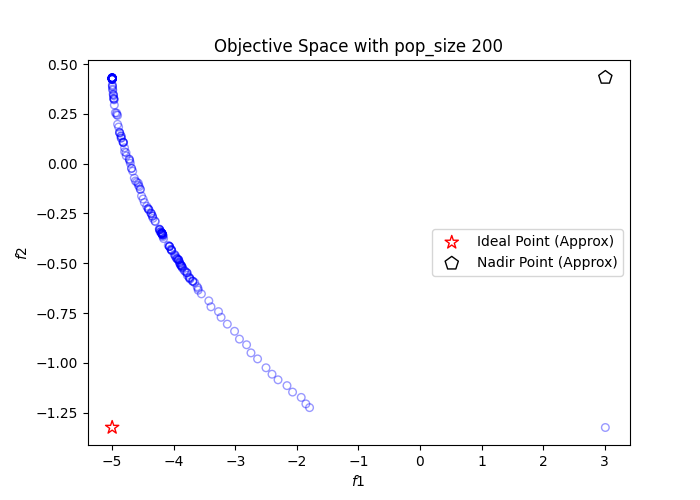 Objective Space with pop_size 200
0.50
0.25
0.00
−0.25
−0.50
−0.75
−1.00
−1.25
f2
Ideal Point (Approx)
Nadir Point (Approx)
−5 −4 −3 −2 −1 0 1 2 3
f1